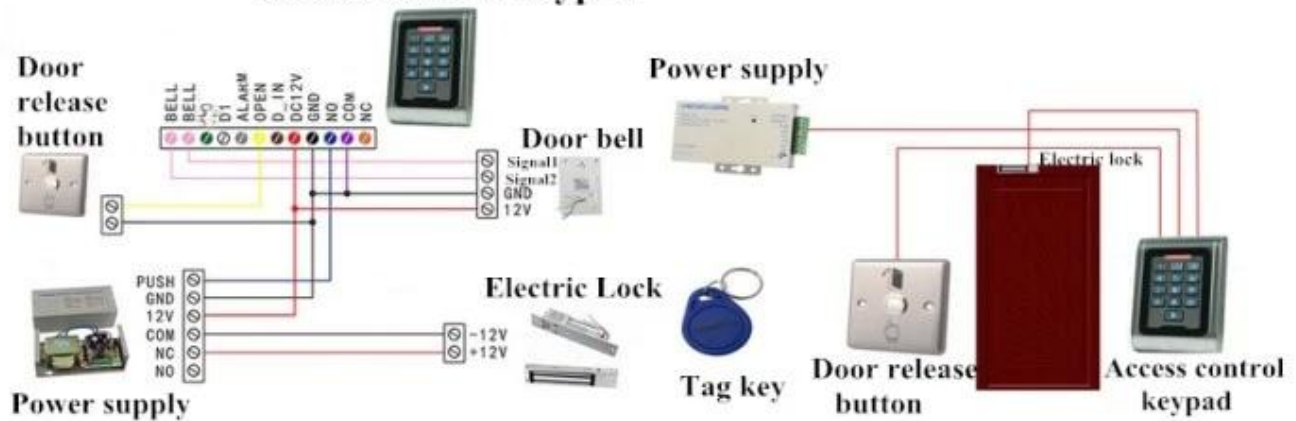 Door
release
button
BELL
BELL
D1
ALARM
OPEN
D_IN
DC12V
GND
NO
COM
NC
Door bell
Signal1
Signal2
GND
12V
PUSH
GND
12V
COM
NC
NO
Power supply
Electric Lock
-12V
+12V
Power supply
Electric lock
Tag key
Door release
button
Access control
keypad